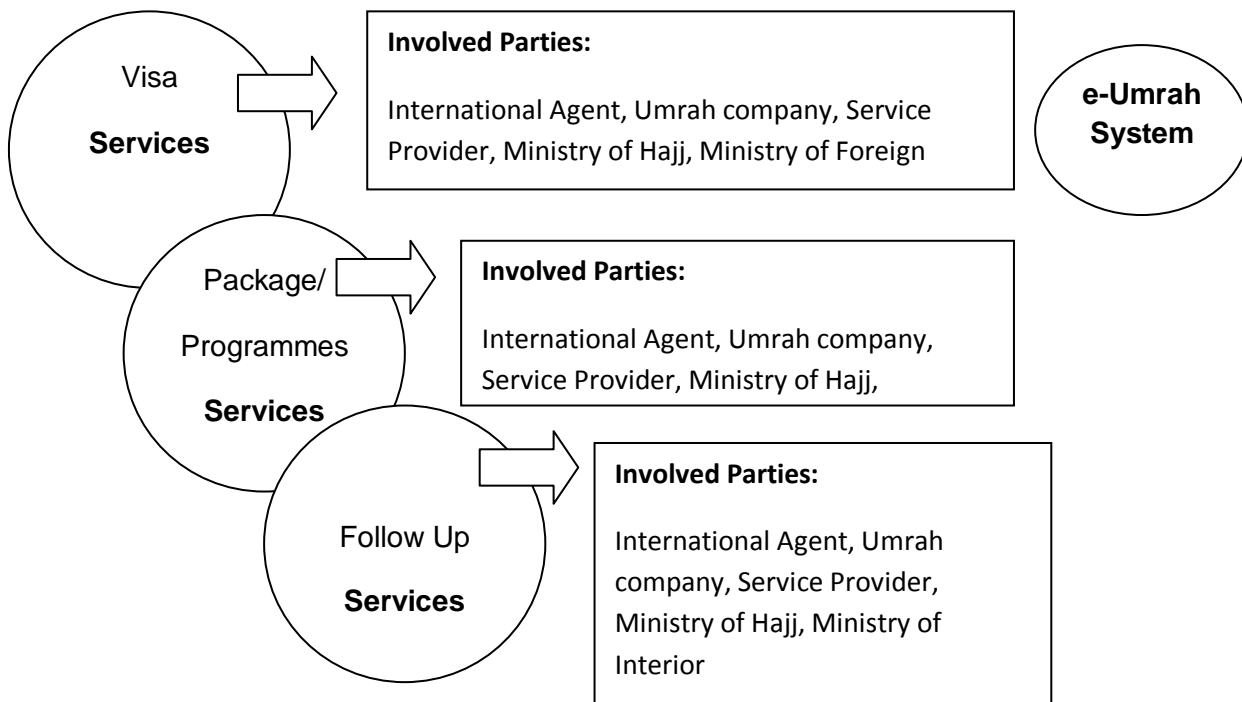 Visa
Services
Involved Parties:
International Agent, Umrah company, Service
Provider, Ministry of Hajj, Ministry of Foreign
e-Umrah
System
Package/
Programmes
Services
Involved Parties:
International Agent, Umrah company,
Service Provider, Ministry of Hajj,
Follow Up
Services
Involved Parties:
International Agent, Umrah
company, Service Provider,
Ministry of Hajj, Ministry of
Interior